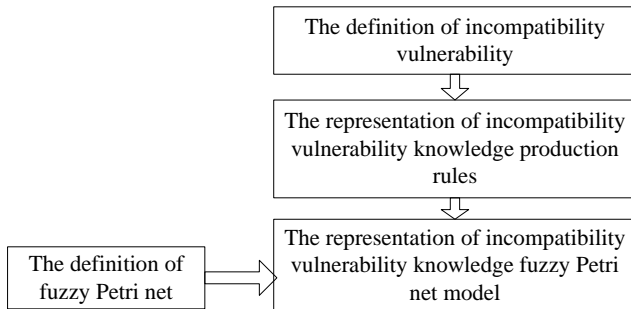 The definition of incompatibility
vulnerability
The representation of incompatibility
vulnerability knowledge production
rules
The representation of incompatibility
vulnerability knowledge fuzzy Petri
net model
The definition of
fuzzy Petri net